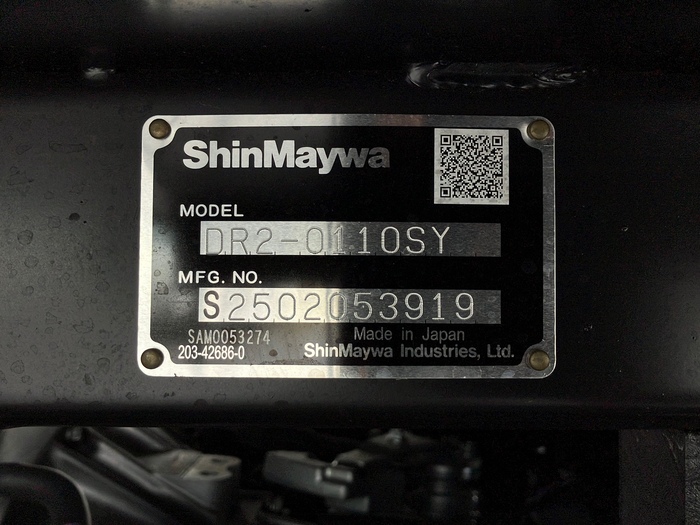 ShinMaywa
MODEL
DR2-0110SY
MFG. NO.
S2502053919
SAM0053274
Made in Japan
203-42686-0
ShinMaywa Industries, Ltd.